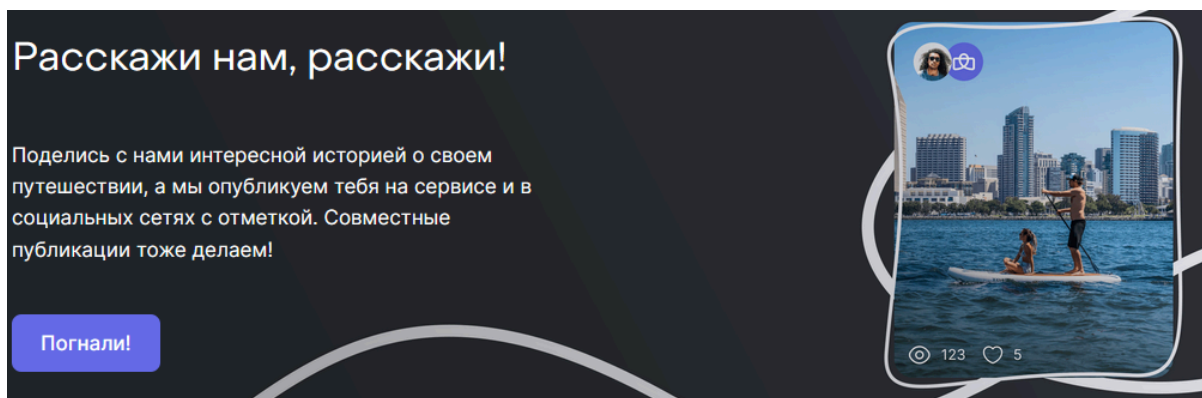 Расскажи нам, расскажи!
Поделись с нами интересной историей о своем
путешествии, а мы опубликуем тебя на сервисе и в
социальных сетях с отметкой. Совместные
публикации тоже делаем!
Погнали!
123 5